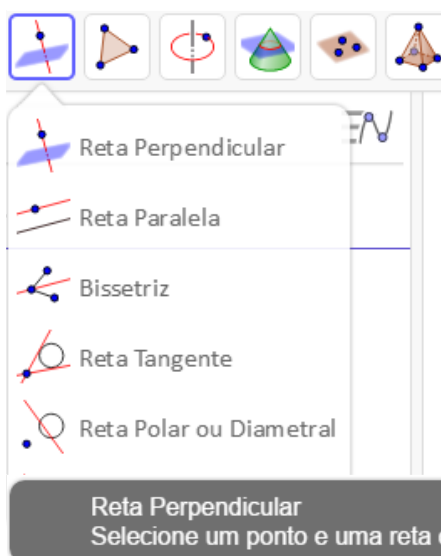 Reta Perpendicular
Reta Paralela
Bissetriz
Reta Tangente
Reta Polar ou Diametral
Reta Perpendicular
Selecione um ponto e uma reta